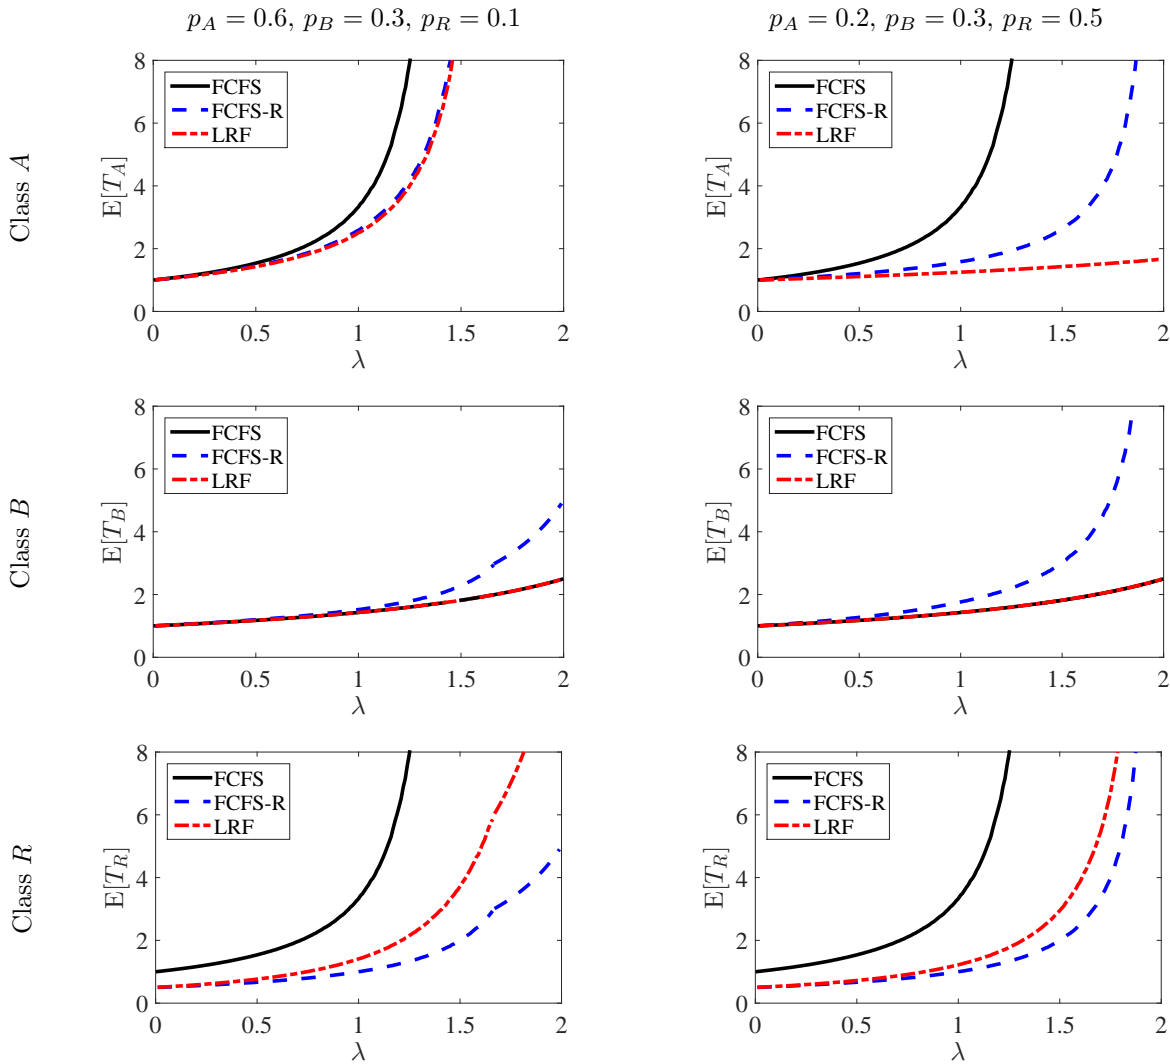 p_A = 0.6, p_B = 0.3, p_R = 0.1
p_A = 0.2, p_B = 0.3, p_R = 0.5
Class A
E[T_A]
8
6
4
2
0
FCFS
FCFS-R
LRF
0 0.5 1 1.5 2
λ
E[T_A]
8
6
4
2
0
FCFS
FCFS-R
LRF
0 0.5 1 1.5 2
λ
Class B
E[T_B]
8
6
4
2
0
FCFS
FCFS-R
LRF
0 0.5 1 1.5 2
λ
E[T_B]
8
6
4
2
0
FCFS
FCFS-R
LRF
0 0.5 1 1.5 2
λ
Class R
E[T_R]
8
6
4
2
0
FCFS
FCFS-R
LRF
0 0.5 1 1.5 2
λ
E[T_R]
8
6
4
2
0
FCFS
FCFS-R
LRF
0 0.5 1 1.5 2
λ